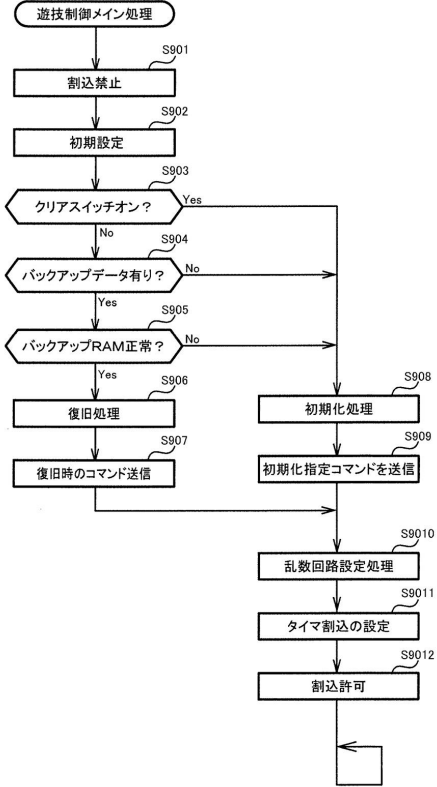 遊技制御メイン処理
S901
割込禁止
S902
初期設定
S903
クリアスイッチオン？
Yes
No
S904
バックアップデータ有り？
No
Yes
S905
バックアップRAM正常？
No
Yes
S906
復旧処理
S907
復旧時のコマンド送信
S908
初期化処理
S909
初期化指定コマンドを送信
S9010
乱数回路設定処理
S9011
タイマ割込の設定
S9012
割込許可